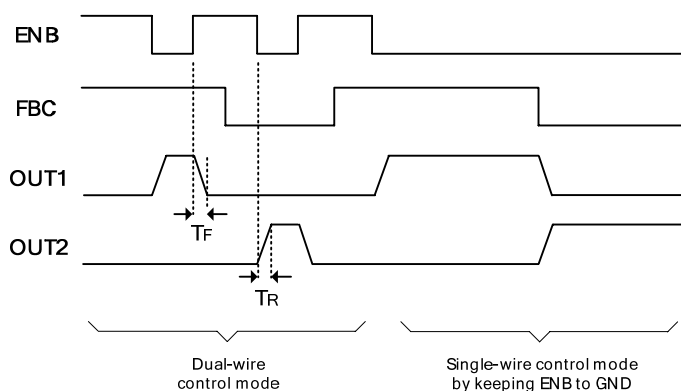 ENB
FBC
OUT1
TF
OUT2
TR
Dual-wire
control mode
Single-wire control mode
by keeping ENB to GND